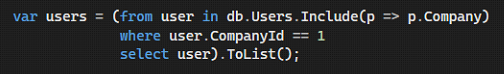 var users = (from user in db.Users.Include(p => p.Company)
where user.CompanyId == 1
select user).ToList();